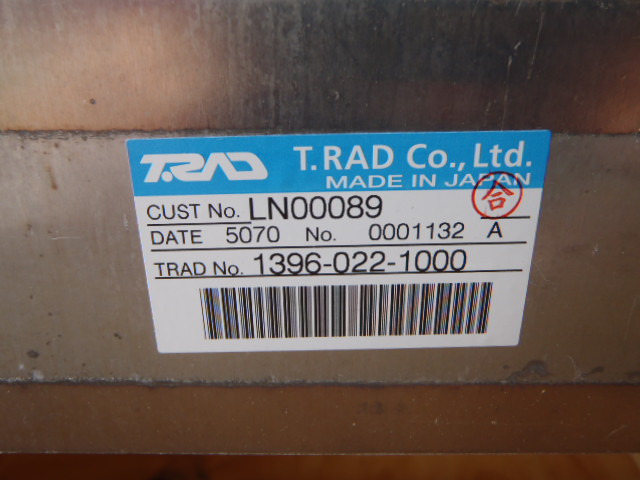 T.RAD T.RAD Co., Ltd.
MADE IN JAPAN
合
CUST No. LN00089
DATE 5070 No. 0001132 A
TRAD No. 1396-022-1000